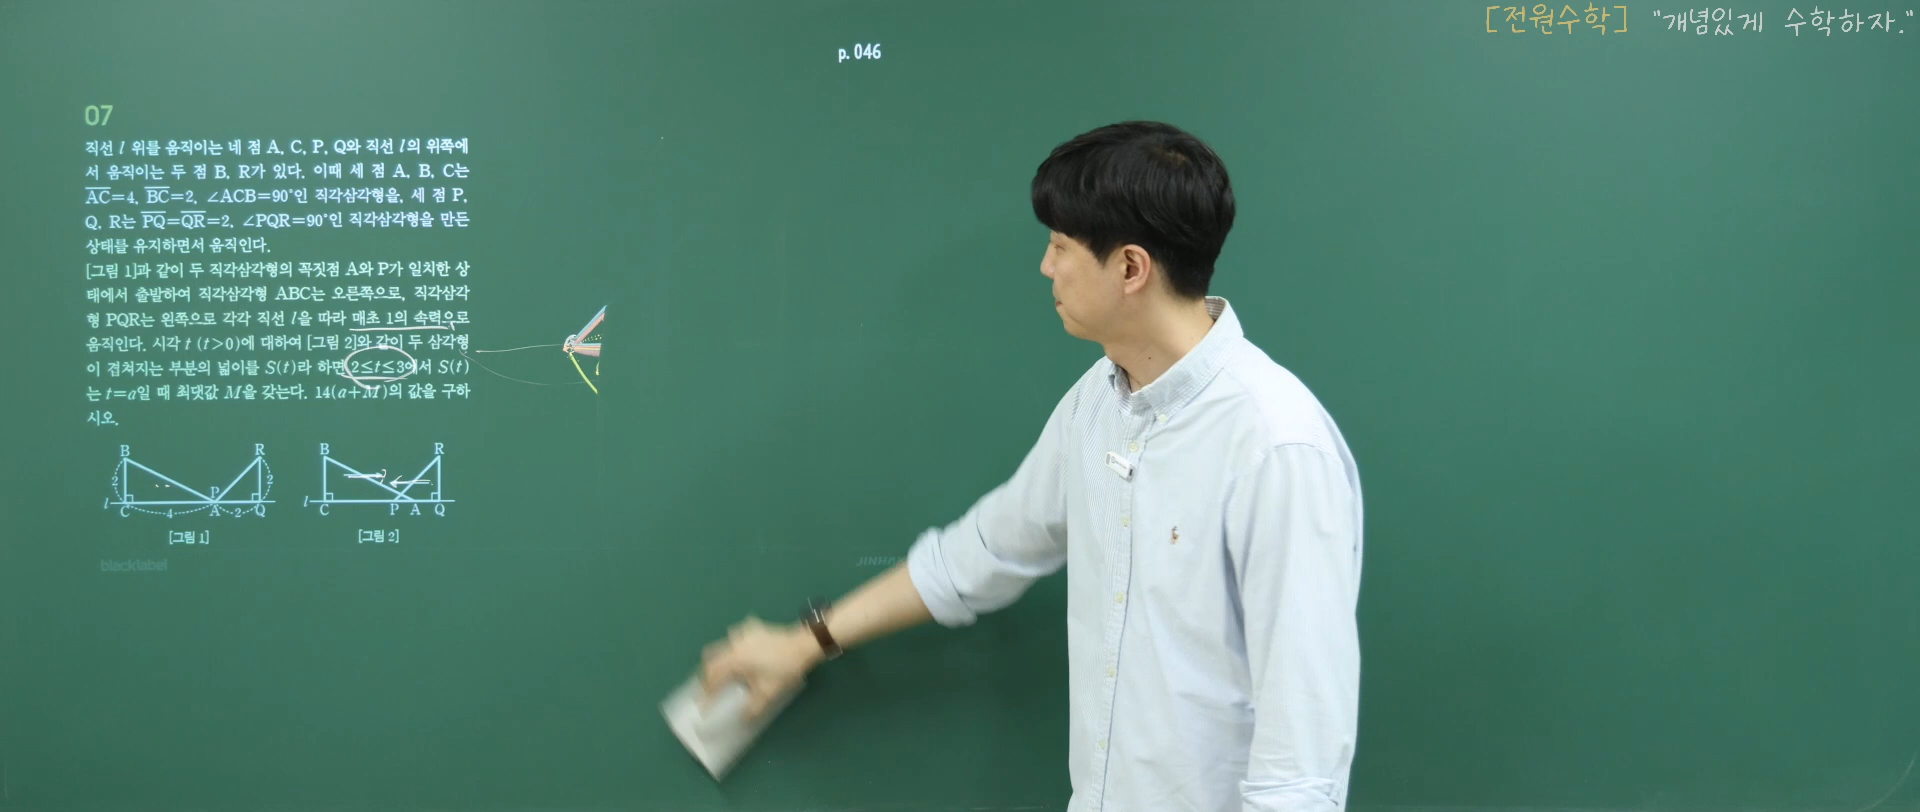 [전원수학] "개념있게 수학하자."
p. 046
07
직선 l 위를 움직이는 네 점 A, C, P, Q와 직선 l의 위쪽에
서 움직이는 두 점 B, R가 있다. 이때 세 점 A, B, C는
AC=4, BC=2, ∠ACB=90°인 직각삼각형을, 세 점 P,
Q, R는 PQ=QR=2, ∠PQR=90°인 직각삼각형을 만든
상태를 유지하면서 움직인다.
[그림 1]과 같이 두 직각삼각형의 꼭짓점 A와 P가 일치한 상
태에서 출발하여 직각삼각형 ABC는 오른쪽으로, 직각삼각
형 PQR는 왼쪽으로 각각 직선 l을 따라 매초 1의 속력으로
움직인다. 시각 t (t>0)에 대하여 [그림 2]와 같이 두 삼각형
이 겹쳐지는 부분의 넓이를 S(t)라 하면 2≤t≤3에서 S(t)
는 t=a일 때 최댓값 M을 갖는다. 14(a+M)의 값을 구하
시오.
B R B R
2 2
P
l C 4 A 2 Q l C P A Q
[그림 1] [그림 2]
blacklabel